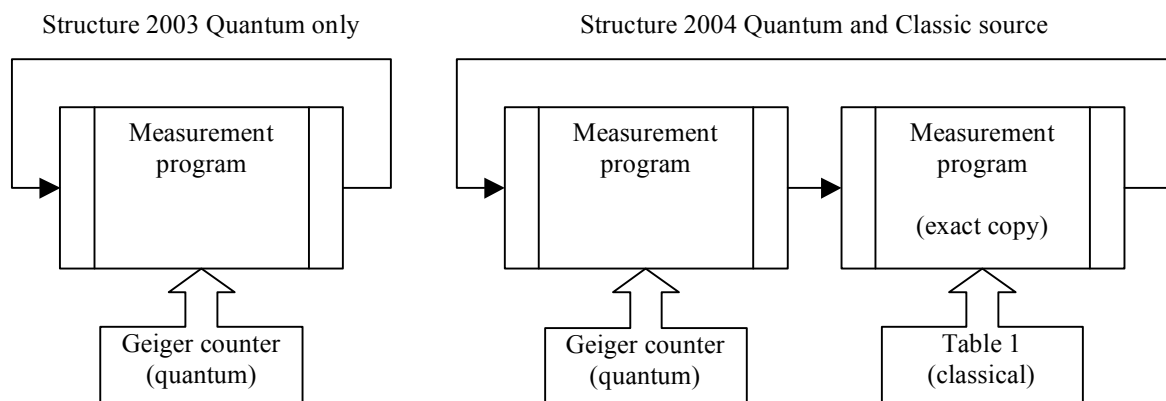 Structure 2003 Quantum only
Measurement
program
Geiger counter
(quantum)
Structure 2004 Quantum and Classic source
Measurement
program
Measurement
program
(exact copy)
Geiger counter
(quantum)
Table 1
(classical)